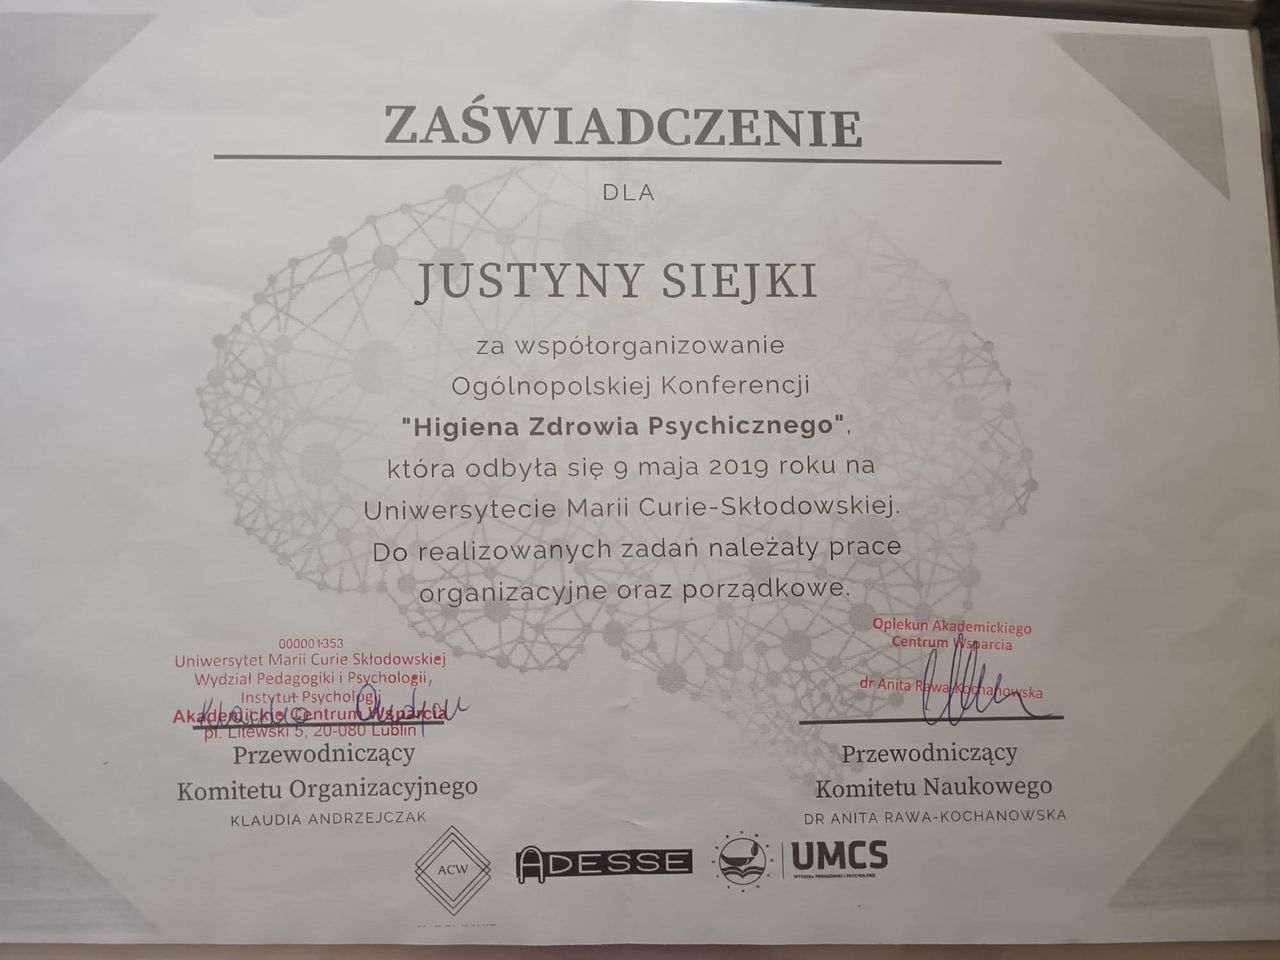 ZAŚWIADCZENIE
DLA
JUSTYNY SIEJKI
za współorganizowanie
Ogólnopolskiej Konferencji
"Higiena Zdrowia Psychicznego",
która odbyła się 9 maja 2019 roku na
Uniwersytecie Marii Curie-Skłodowskiej.
Do realizowanych zadań należały prace
organizacyjne oraz porządkowe.
000001353
Uniwersytet Marii Curie Skłodowskiej
Wydział Pedagogiki i Psychologii,
Instytut Psychologii
Akademickie Centrum Wsparcia
pl. Litewski 5, 20-080 Lublin
Przewodniczący
Komitetu Organizacyjnego
KLAUDIA ANDRZEJCZAK
Opiekun Akademickiego
Centrum Wsparcia
dr Anita Rawa-Kochanowska
Przewodniczący
Komitetu Naukowego
DR ANITA RAWA-KOCHANOWSKA
ACW
ADESSE
UMCS
WYDZIAŁ PEDAGOGIKI I PSYCHOLOGII